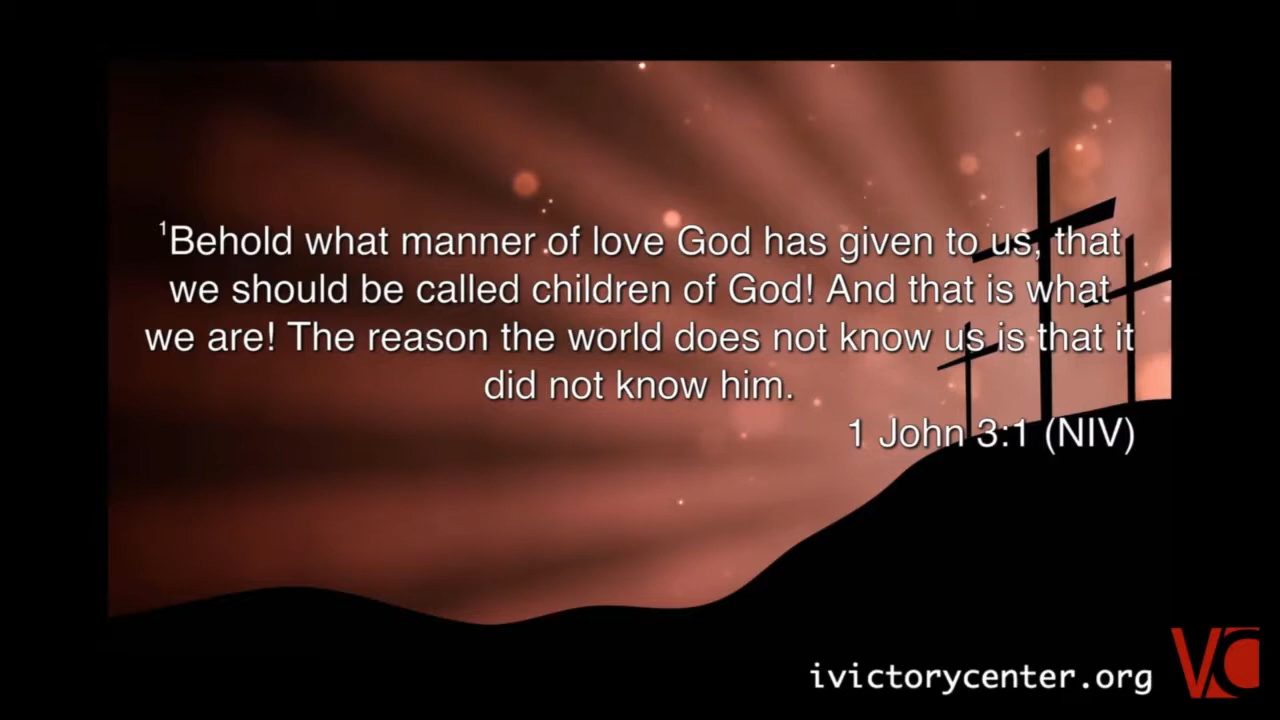 ¹Behold what manner of love God has given to us, that
we should be called children of God! And that is what
we are! The reason the world does not know us is that it
did not know him.
1 John 3:1 (NIV)
ivictorycenter.org
VC